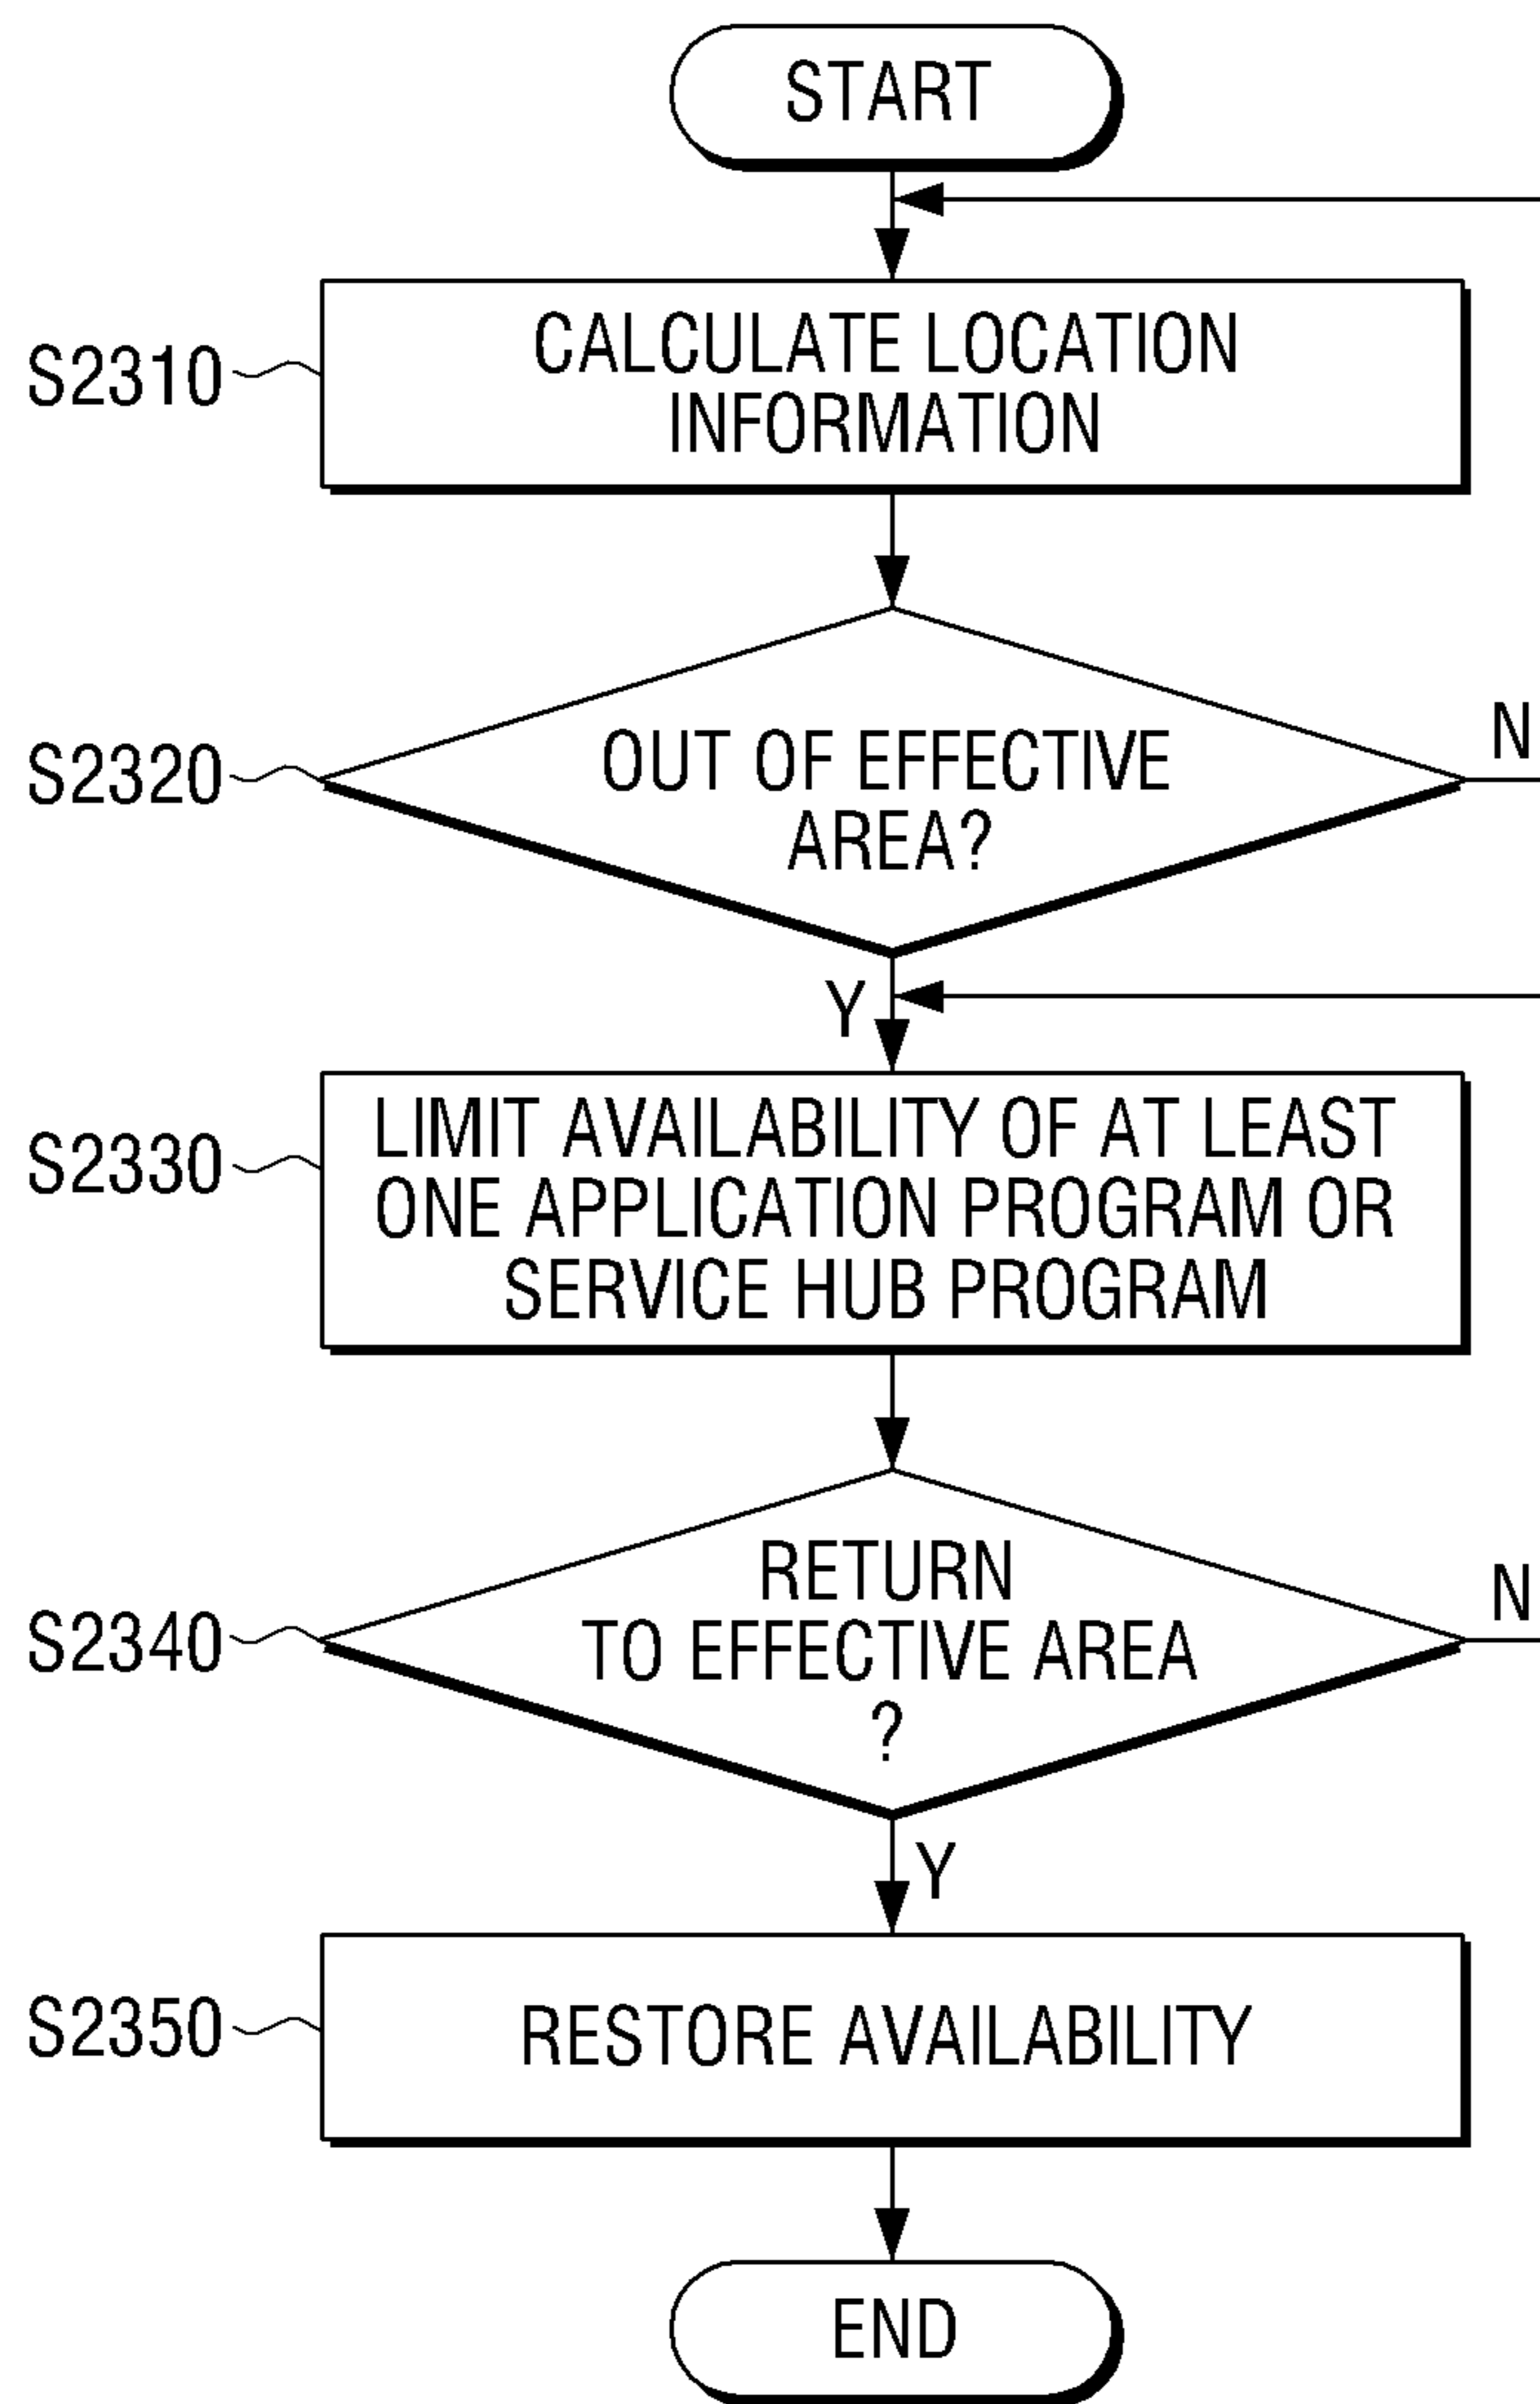 START
S2310
CALCULATE LOCATION
INFORMATION
S2320
OUT OF EFFECTIVE
AREA?
N
Y
S2330
LIMIT AVAILABILITY OF AT LEAST
ONE APPLICATION PROGRAM OR
SERVICE HUB PROGRAM
S2340
RETURN
TO EFFECTIVE AREA
?
N
Y
S2350
RESTORE AVAILABILITY
END